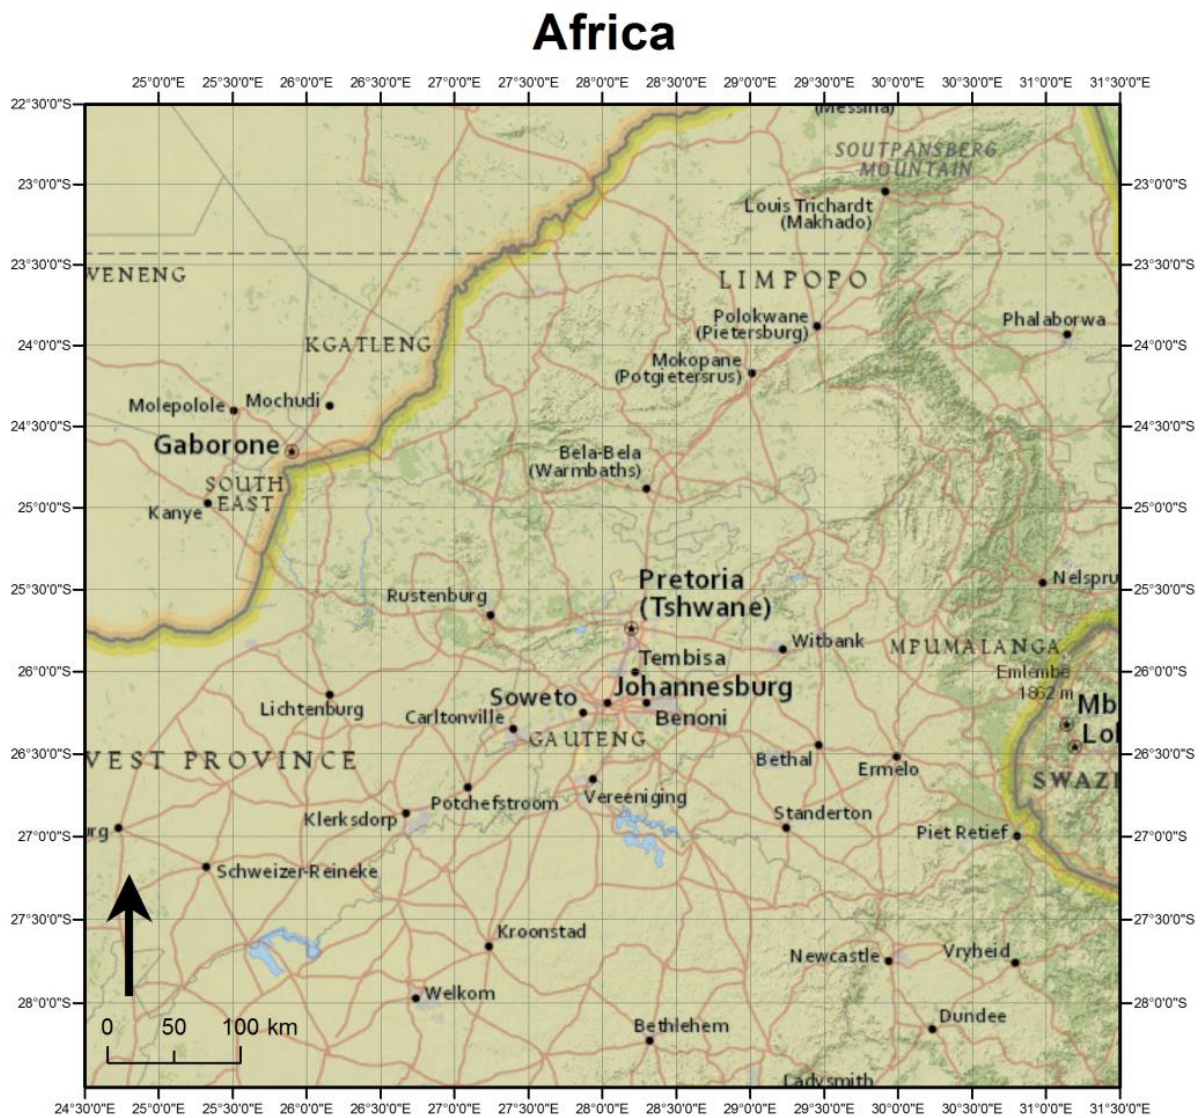 Africa
25°0'0"E
25°30'0"E
26°0'0"E
26°30'0"E
27°0'0"E
27°30'0"E
28°0'0"E
28°30'0"E
29°0'0"E
29°30'0"E
30°0'0"E
30°30'0"E
31°0'0"E
31°30'0"E
22°30'0"S
(Messina)
SOUTPANSBERG
MOUNTAIN
23°0'0"S
23°0'0"S
Louis Trichardt
(Makhado)
23°30'0"S
23°30'0"S
WENENG
LIMPOPO
Polokwane
(Pietersburg)
Phalaborwa
KGATLENG
24°0'0"S
24°0'0"S
Mokopane
(Potgietersrus)
Molepolole
Mochudi
24°30'0"S
24°30'0"S
Gaborone
Bela-Bela
(Warmbaths)
SOUTH
EAST
Kanye
25°0'0"S
25°0'0"S
Pretoria
(Tshwane)
25°30'0"S
25°30'0"S
Nelspru
Rustenburg
Witbank
MPUMALANGA
Tembisa
26°0'0"S
26°0'0"S
Emlembe
1862 m
Soweto
Johannesburg
Lichtenburg
Carltonville
Benoni
Mb
Lol
GAUTENG
26°30'0"S
26°30'0"S
VEST PROVINCE
Bethal
Ermelo
SWAZI
Potchefstroom
Vereeniging
Klerksdorp
Standerton
urg
27°0'0"S
27°0'0"S
Piet Retief
Schweizer-Reineke
27°30'0"S
27°30'0"S
Kroonstad
Newcastle
Vryheid
Welkom
28°0'0"S
28°0'0"S
0 50 100 km
Bethlehem
Dundee
Ladysmith
24°30'0"E
25°0'0"E
25°30'0"E
26°0'0"E
26°30'0"E
27°0'0"E
27°30'0"E
28°0'0"E
28°30'0"E
29°0'0"E
29°30'0"E
30°0'0"E
30°30'0"E
31°0'0"E
31°30'0"E